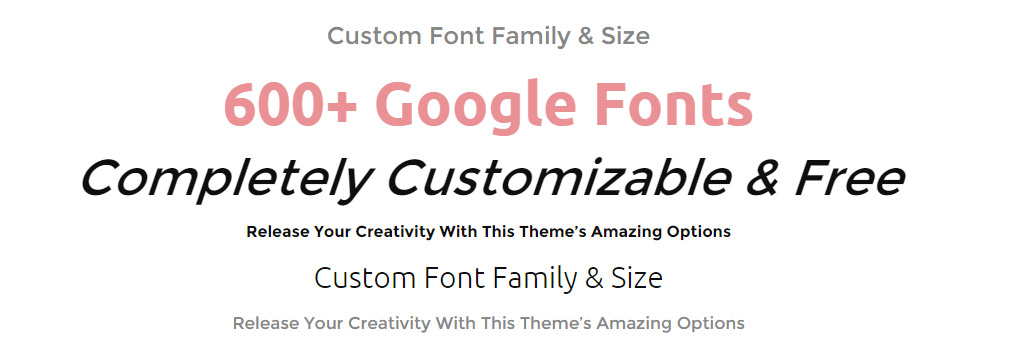 Custom Font Family & Size
600+ Google Fonts
Completely Customizable & Free
Release Your Creativity With This Theme’s Amazing Options
Custom Font Family & Size
Release Your Creativity With This Theme’s Amazing Options